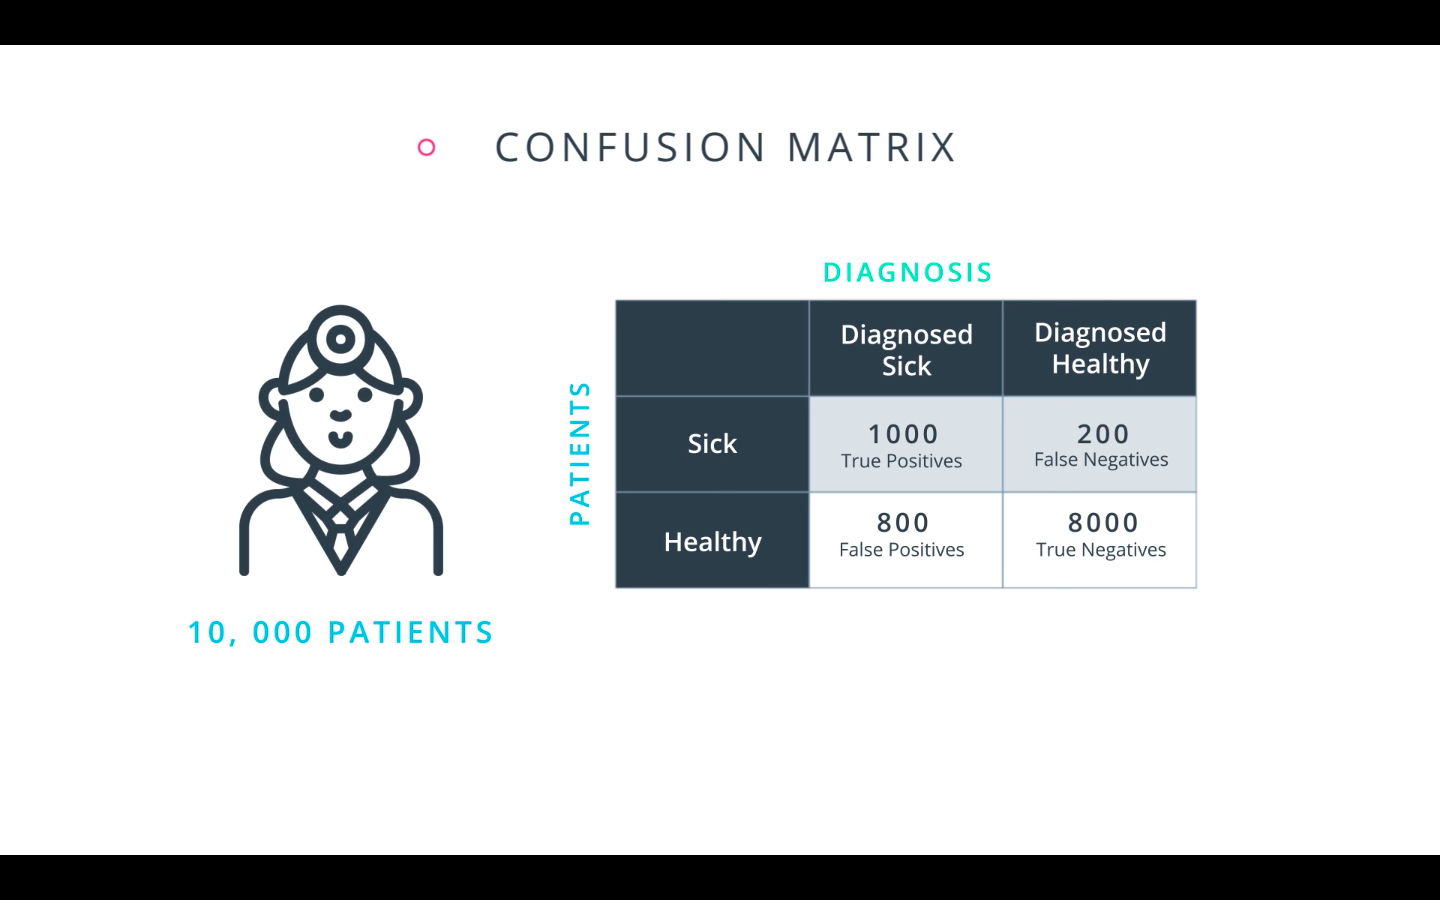 CONFUSION MATRIX
DIAGNOSIS
PATIENTS
Diagnosed
Sick
Diagnosed
Healthy
Sick
1000
True Positives
200
False Negatives
Healthy
800
False Positives
8000
True Negatives
10, 000 PATIENTS